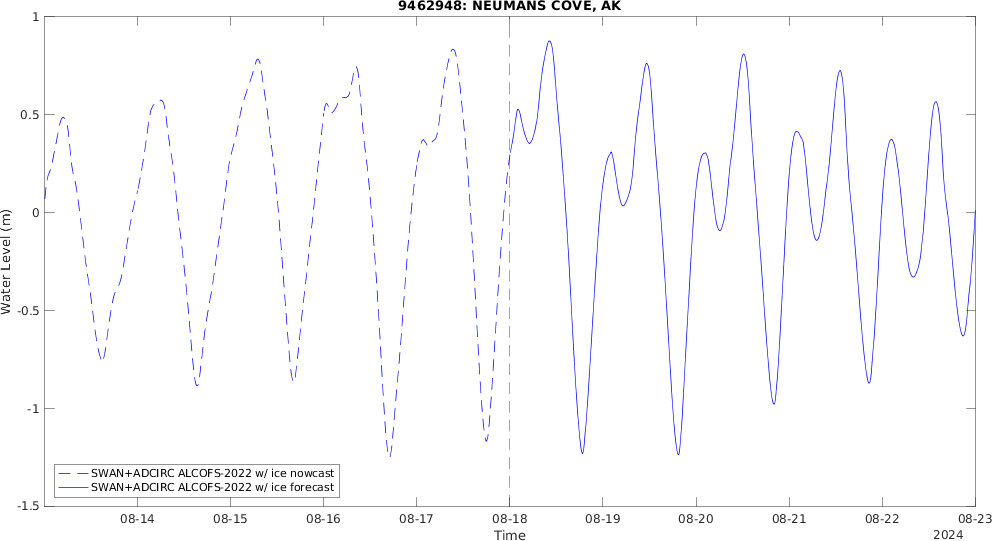 9462948: NEUMANS COVE, AK
Water Level (m)
1
0.5
0
-0.5
-1
-1.5
SWAN+ADCIRC ALCOFS-2022 w/ ice nowcast
SWAN+ADCIRC ALCOFS-2022 w/ ice forecast
08-14 08-15 08-16 08-17 08-18 08-19 08-20 08-21 08-22 08-23
Time
2024